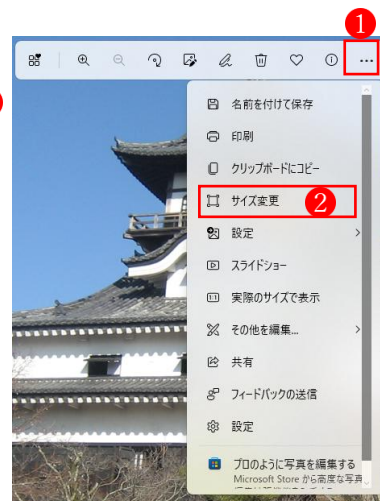 1
名前を付けて保存
印刷
クリップボードにコピー
サイズ変更 2
設定
スライドショー
実際のサイズで表示
その他を編集...
共有
フィードバックの送信
設定
プロのように写真を編集する
Microsoft Store から高度な写真